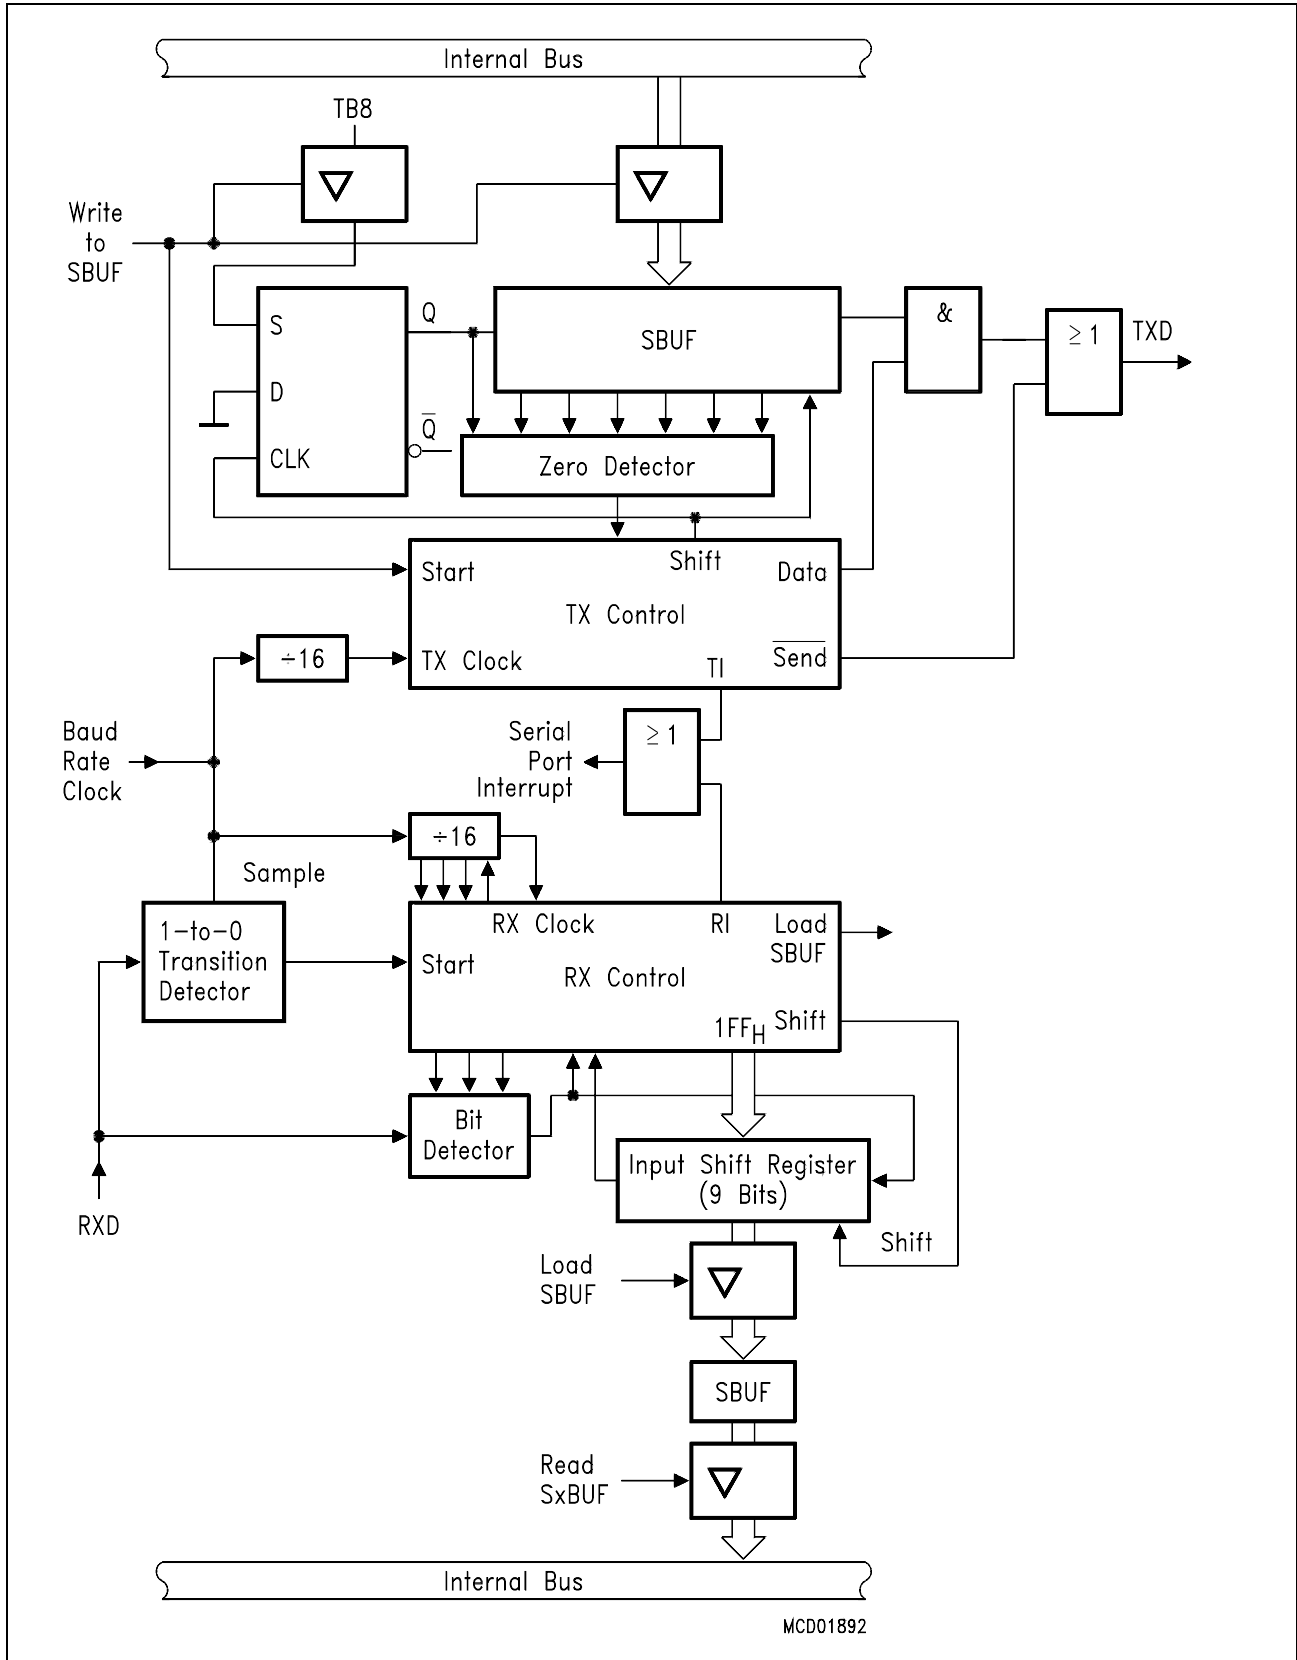 Internal Bus
TB8
Write
to
SBUF
S
Q
D
Q̅
CLK
SBUF
&
≥1
TXD
Zero Detector
Start
Shift
Data
TX Control
÷16
TX Clock
TI
S̅e̅n̅d̅
Baud
Rate
Clock
Serial
Port
Interrupt
≥1
÷16
Sample
1-to-0
Transition
Detector
RX Clock
RI
Load
SBUF
Start
RX Control
1FFH
Shift
Bit
Detector
Input Shift Register
(9 Bits)
RXD
Shift
Load
SBUF
SBUF
Read
SxBUF
Internal Bus
MCD01892